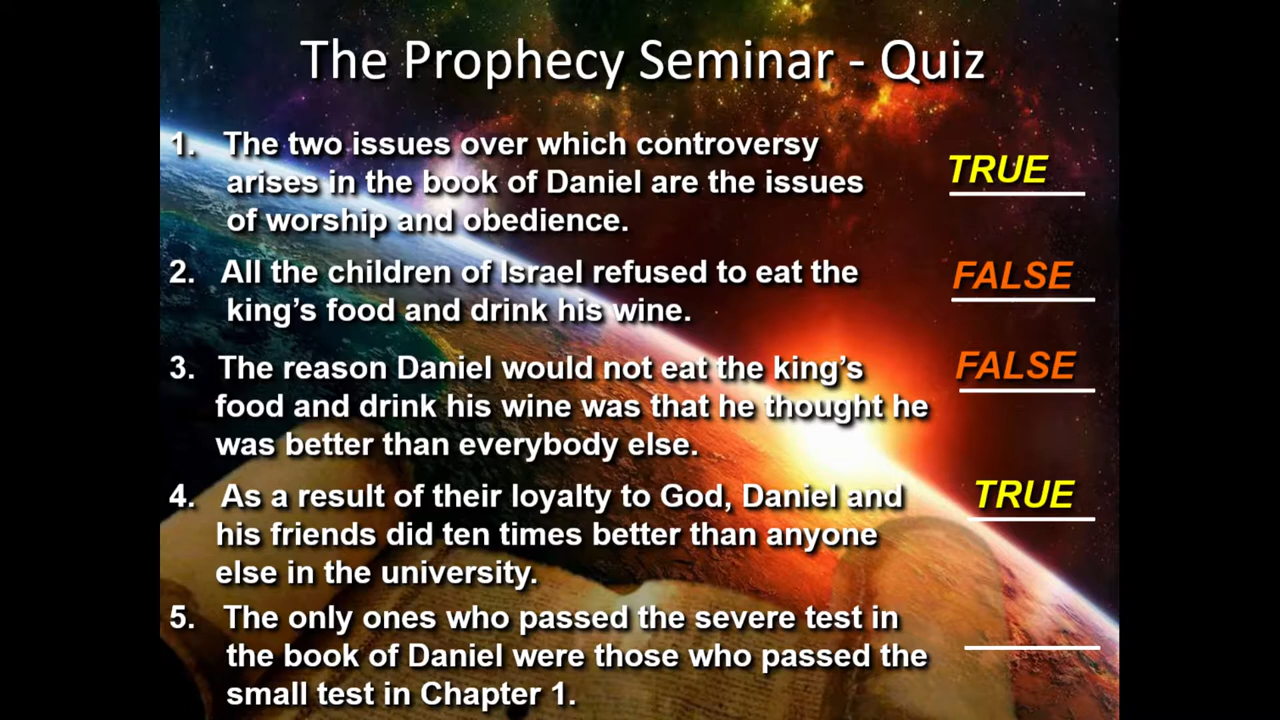 The Prophecy Seminar - Quiz
1. The two issues over which controversy
arises in the book of Daniel are the issues
of worship and obedience.
TRUE
2. All the children of Israel refused to eat the
king's food and drink his wine.
FALSE
3. The reason Daniel would not eat the king's
food and drink his wine was that he thought he
was better than everybody else.
FALSE
4. As a result of their loyalty to God, Daniel and
his friends did ten times better than anyone
else in the university.
TRUE
5. The only ones who passed the severe test in
the book of Daniel were those who passed the
small test in Chapter 1.